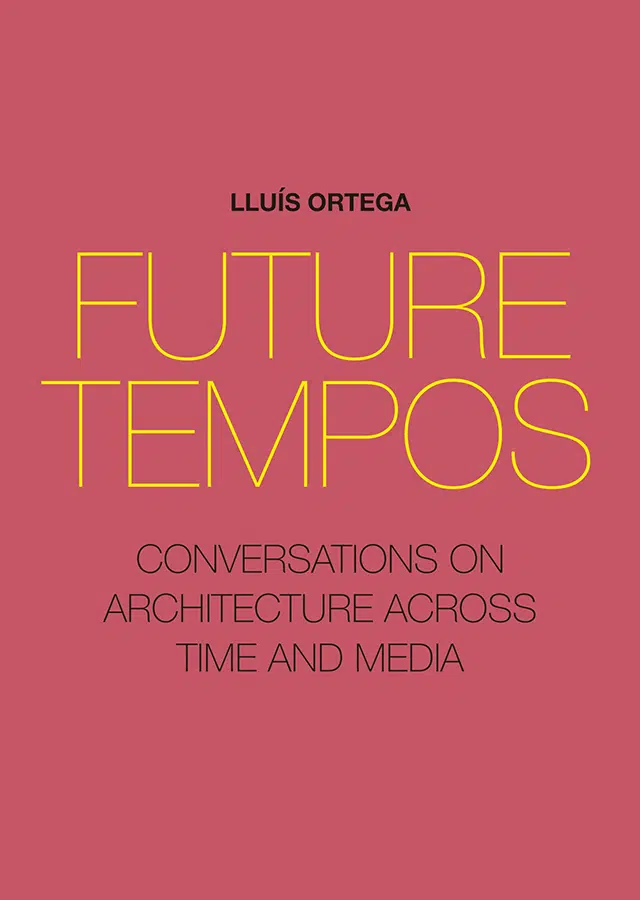 LLUÍS ORTEGA
FUTURE
TEMPOS
CONVERSATIONS ON
ARCHITECTURE ACROSS
TIME AND MEDIA